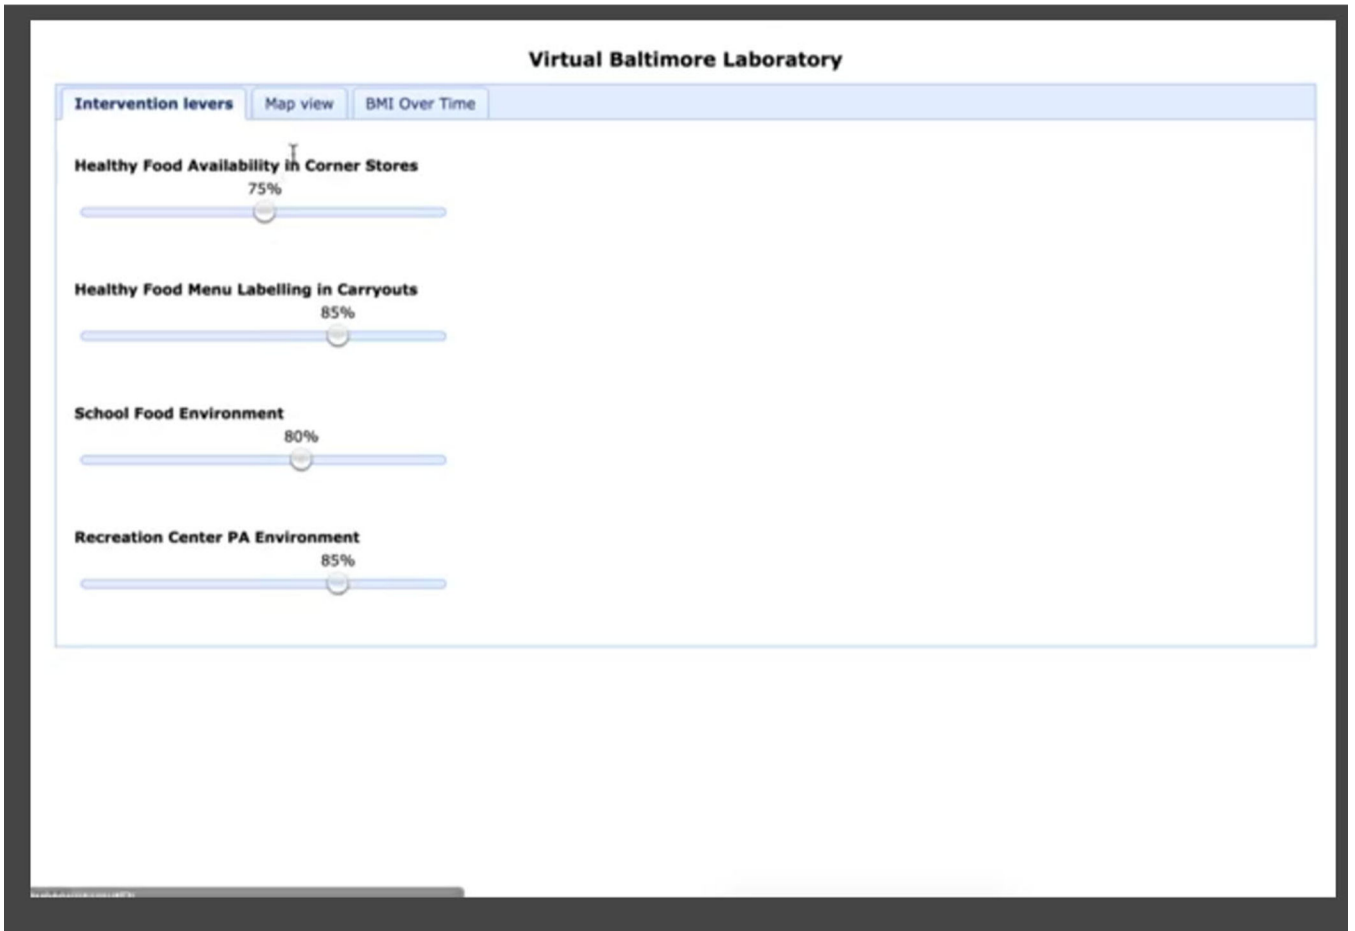 Virtual Baltimore Laboratory
Intervention levers Map view BMI Over Time
Healthy Food Availability in Corner Stores
75%
Healthy Food Menu Labelling in Carryouts
85%
School Food Environment
80%
Recreation Center PA Environment
85%